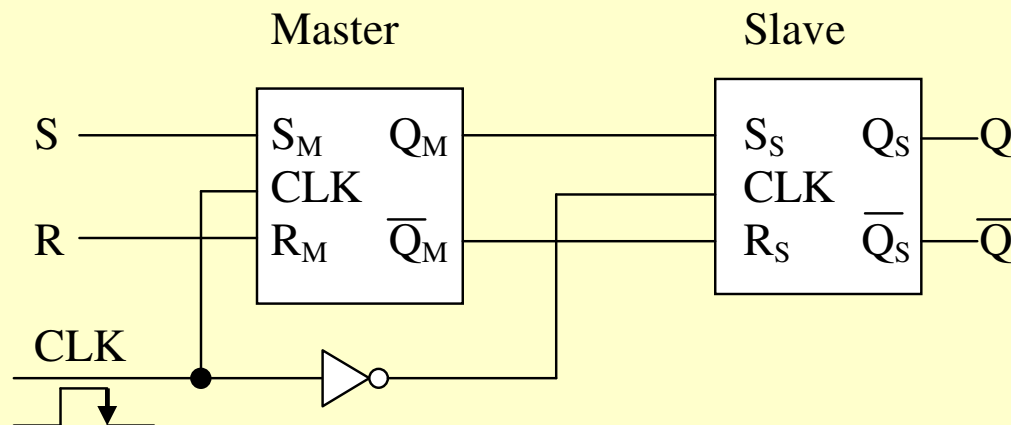 Master Slave
S S_M Q_M S_S Q_S Q
CLK CLK
R R_M Q̅_M R_S Q̅_S Q̅
CLK